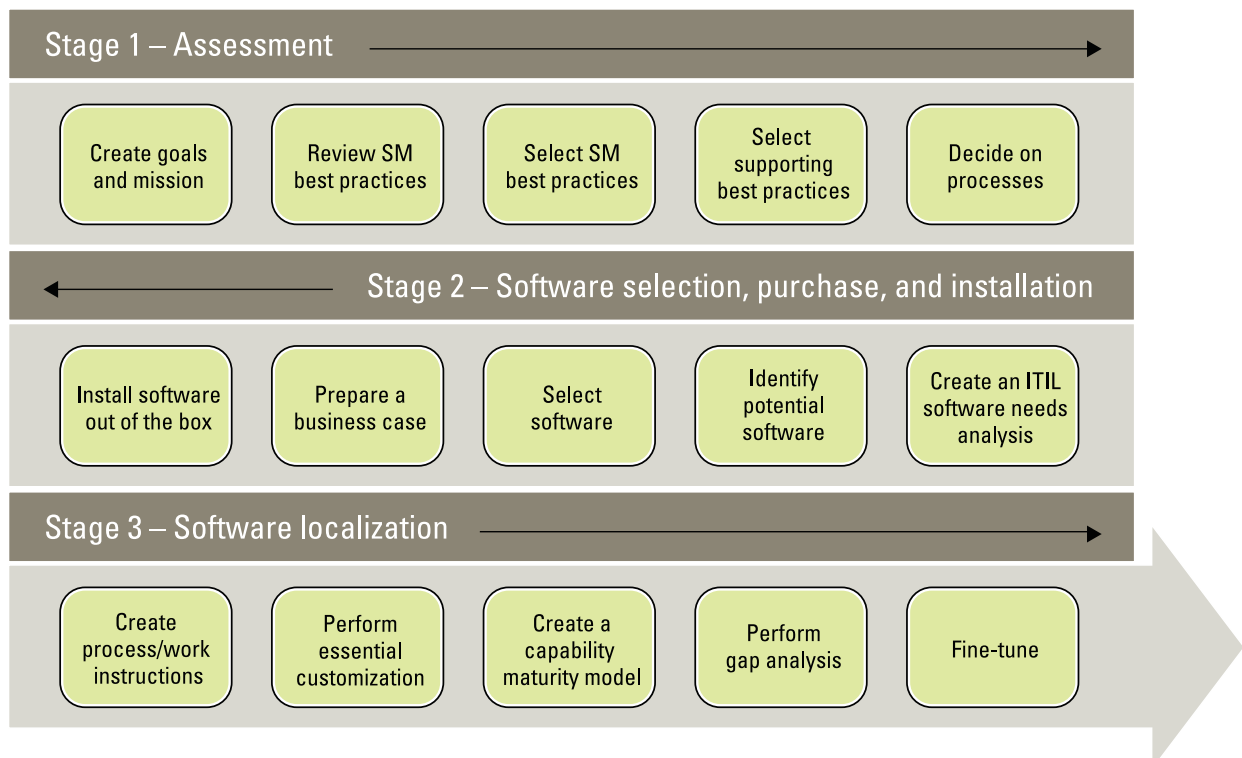 Stage 1 – Assessment
Create goals
and mission
Review SM
best practices
Select SM
best practices
Select
supporting
best practices
Decide on
processes
Stage 2 – Software selection, purchase, and installation
Install software
out of the box
Prepare a
business case
Select
software
Identify
potential
software
Create an ITIL
software needs
analysis
Stage 3 – Software localization
Create
process/work
instructions
Perform
essential
customization
Create a
capability
maturity model
Perform
gap analysis
Fine-tune